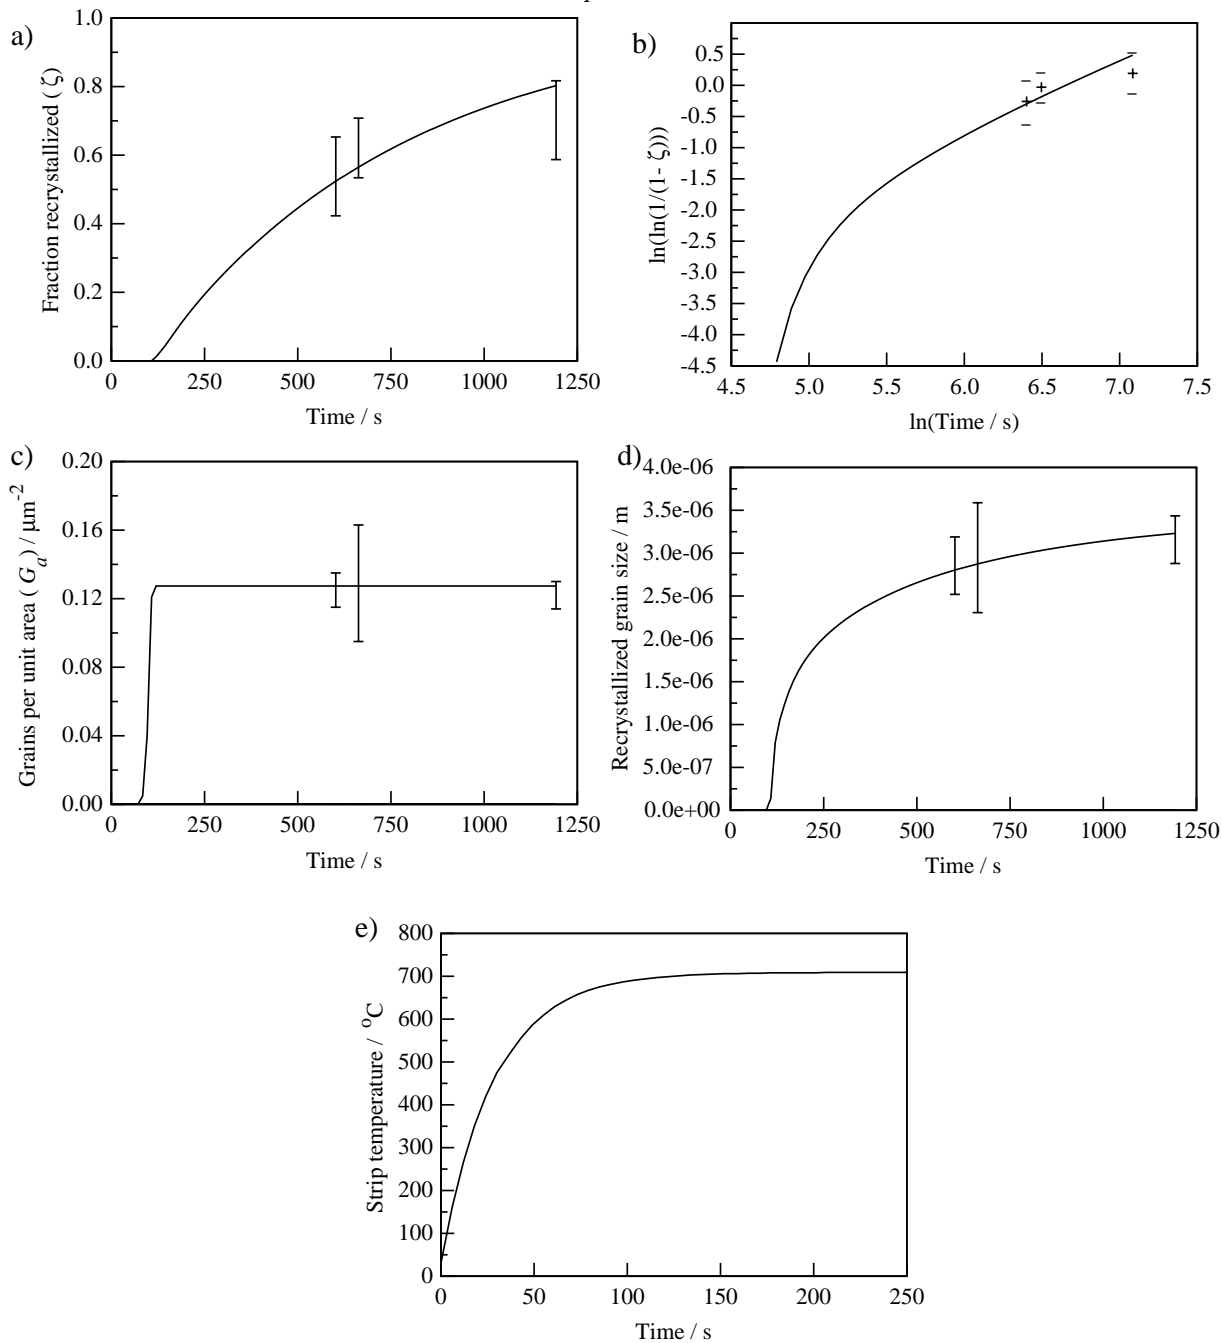 a)
Fraction recrystallized ( ζ )
1.0
0.8
0.6
0.4
0.2
0.0
0 250 500 750 1000 1250
Time / s
b)
ln(ln(1/(1- ζ)))
0.5
0.0
-0.5
-1.0
-1.5
-2.0
-2.5
-3.0
-3.5
-4.0
-4.5
4.5 5.0 5.5 6.0 6.5 7.0 7.5
ln(Time / s)
c)
Grains per unit area ( G_a ) / μm^-2
0.20
0.16
0.12
0.08
0.04
0.00
0 250 500 750 1000 1250
Time / s
d)
Recrystallized grain size / m
4.0e-06
3.5e-06
3.0e-06
2.5e-06
2.0e-06
1.5e-06
1.0e-06
5.0e-07
0.0e+00
0 250 500 750 1000 1250
Time / s
e)
Strip temperature / °C
800
700
600
500
400
300
200
100
0
0 50 100 150 200 250
Time / s